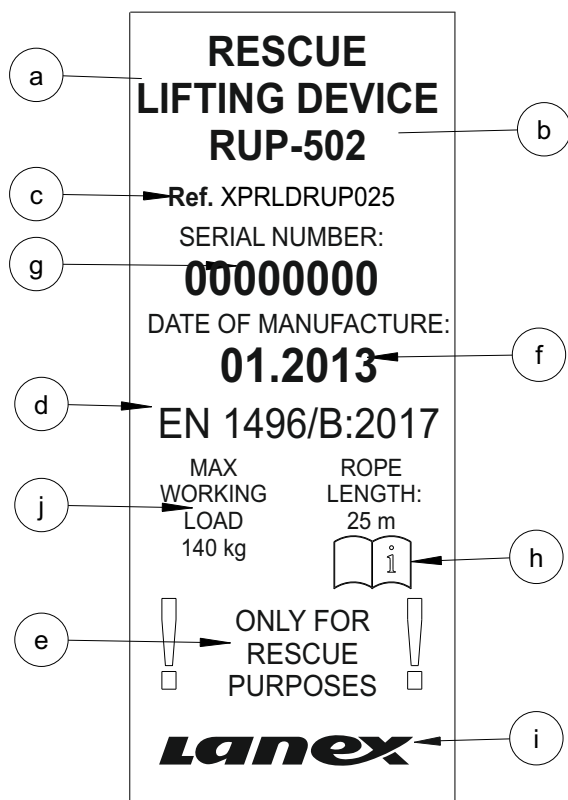 RESCUE
LIFTING DEVICE
RUP-502
Ref. XPRLDRUP025
SERIAL NUMBER:
00000000
DATE OF MANUFACTURE:
01.2013
EN 1496/B:2017
MAX
WORKING
LOAD
140 kg
ROPE
LENGTH:
25 m
i
! ONLY FOR !
RESCUE
PURPOSES
Lanex
a
b
c
g
f
d
j
h
e
i